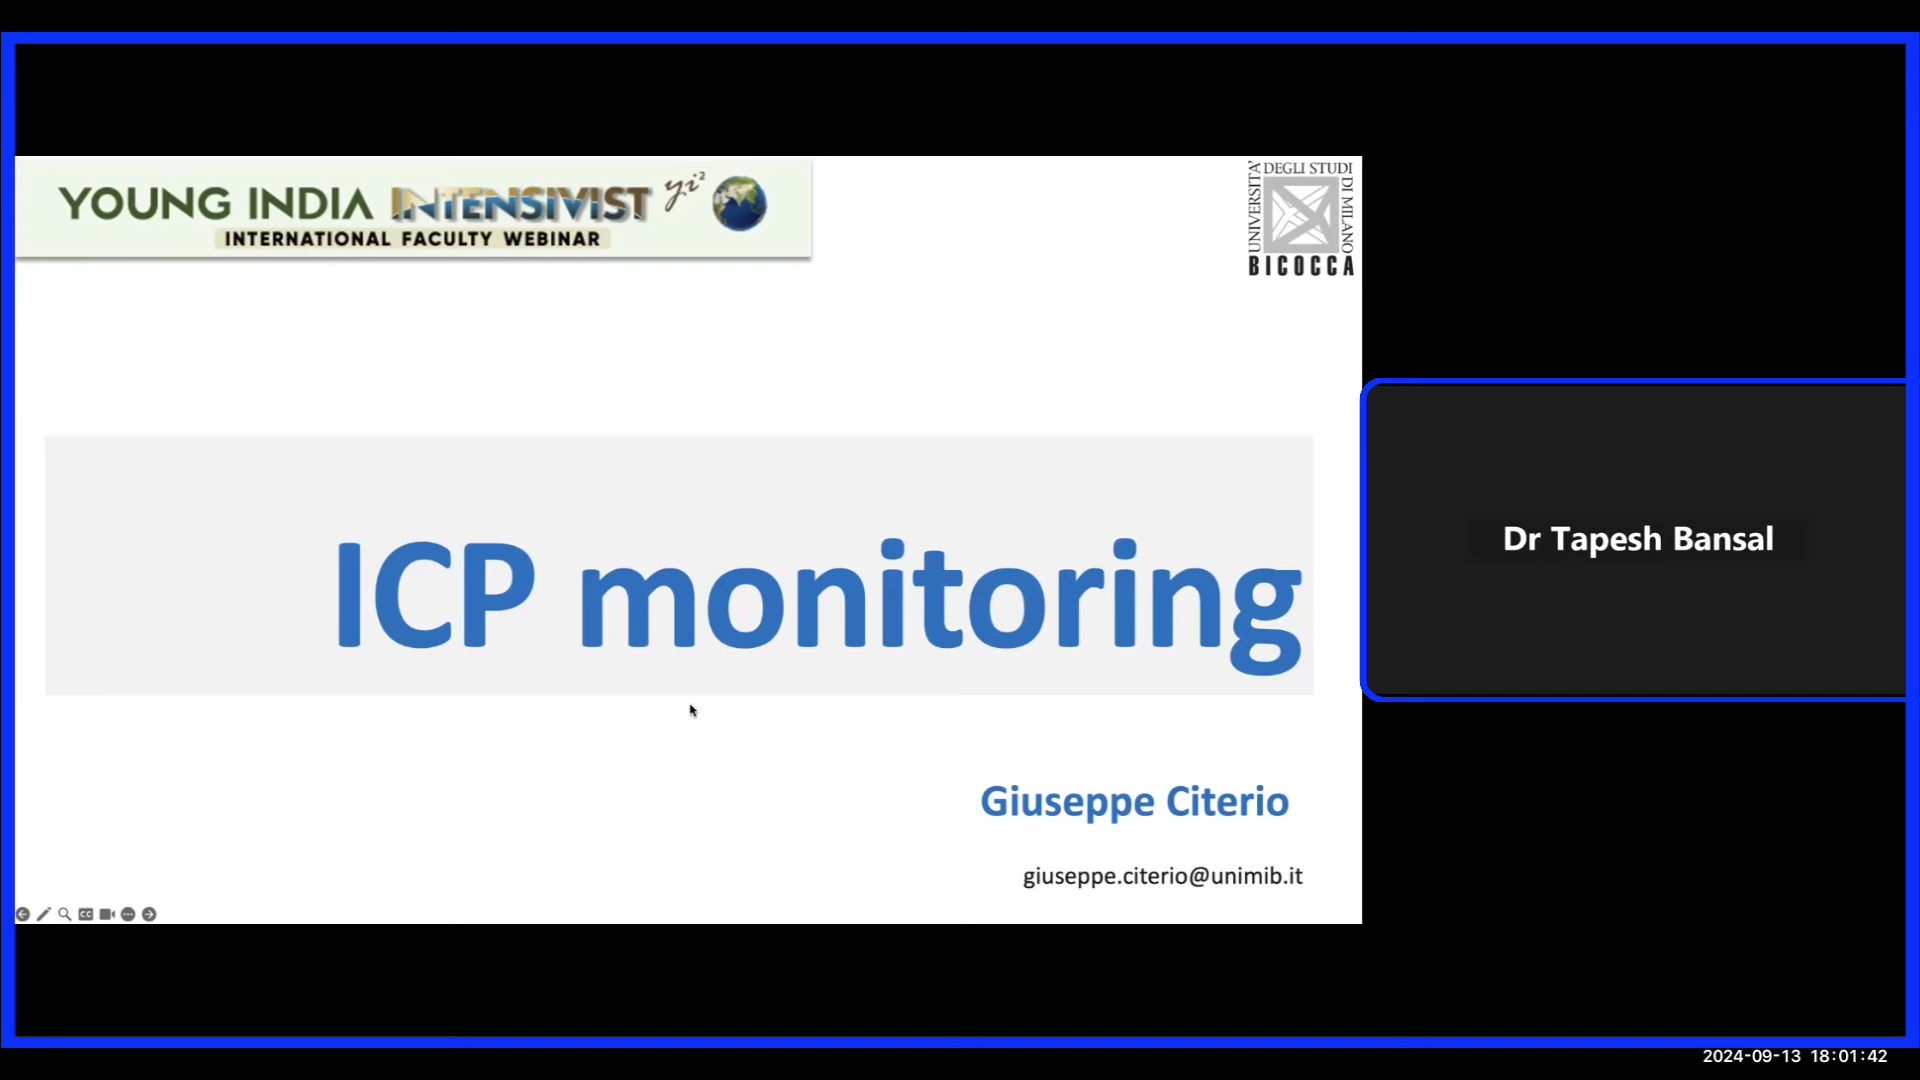 YOUNG INDIA INTENSIVIST yi²
INTERNATIONAL FACULTY WEBINAR
UNIVERSITA' DEGLI STUDI DI MILANO
BICOCCA
ICP monitoring
Dr Tapesh Bansal
Giuseppe Citerio
giuseppe.citerio@unimib.it
CC
2024-09-13 18:01:42